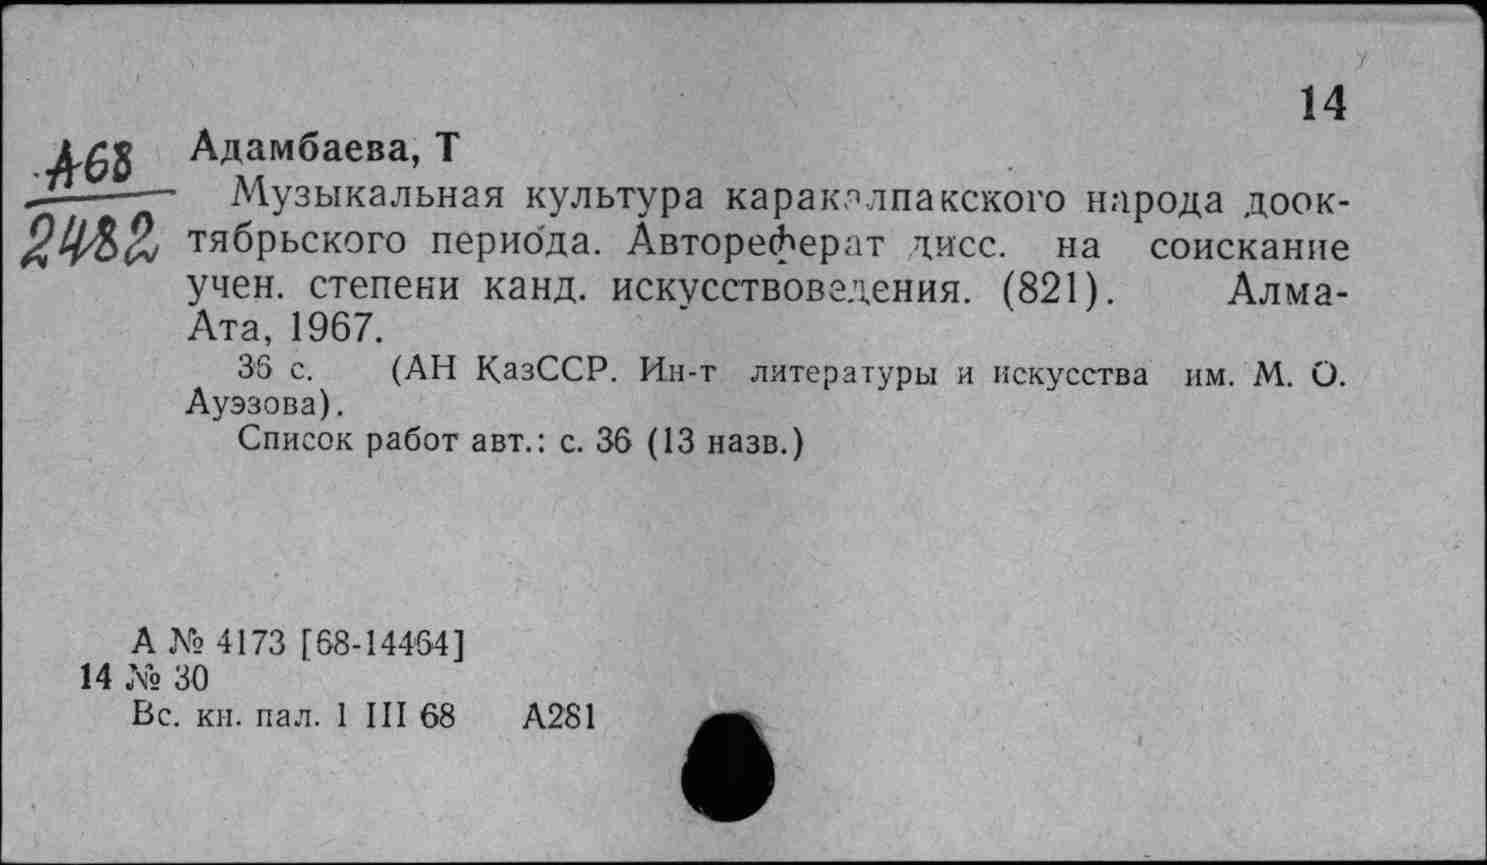 14
А68
2482
Адамбаева, Т
Музыкальная культура каракалпакского народа доок-
тябрьского периода. Автореферат дисс. на соискание
учен. степени канд. искусствоведения. (821). Алма-
Ата, 1967.
36 с. (АН КазССР. Ин-т литературы и искусства им. М. О.
Ауэзова).
Список работ авт.: с. 36 (13 назв.)
А № 4173 [68-14464]
14 № 30
Вс. кн. пал. 1 III 68 А281